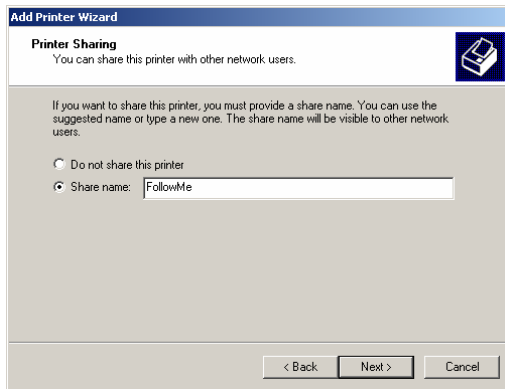 Add Printer Wizard
Printer Sharing
You can share this printer with other network users.
If you want to share this printer, you must provide a share name. You can use the
suggested name or type a new one. The share name will be visible to other network
users.
Do not share this printer
Share name: FollowMe
< Back Next > Cancel